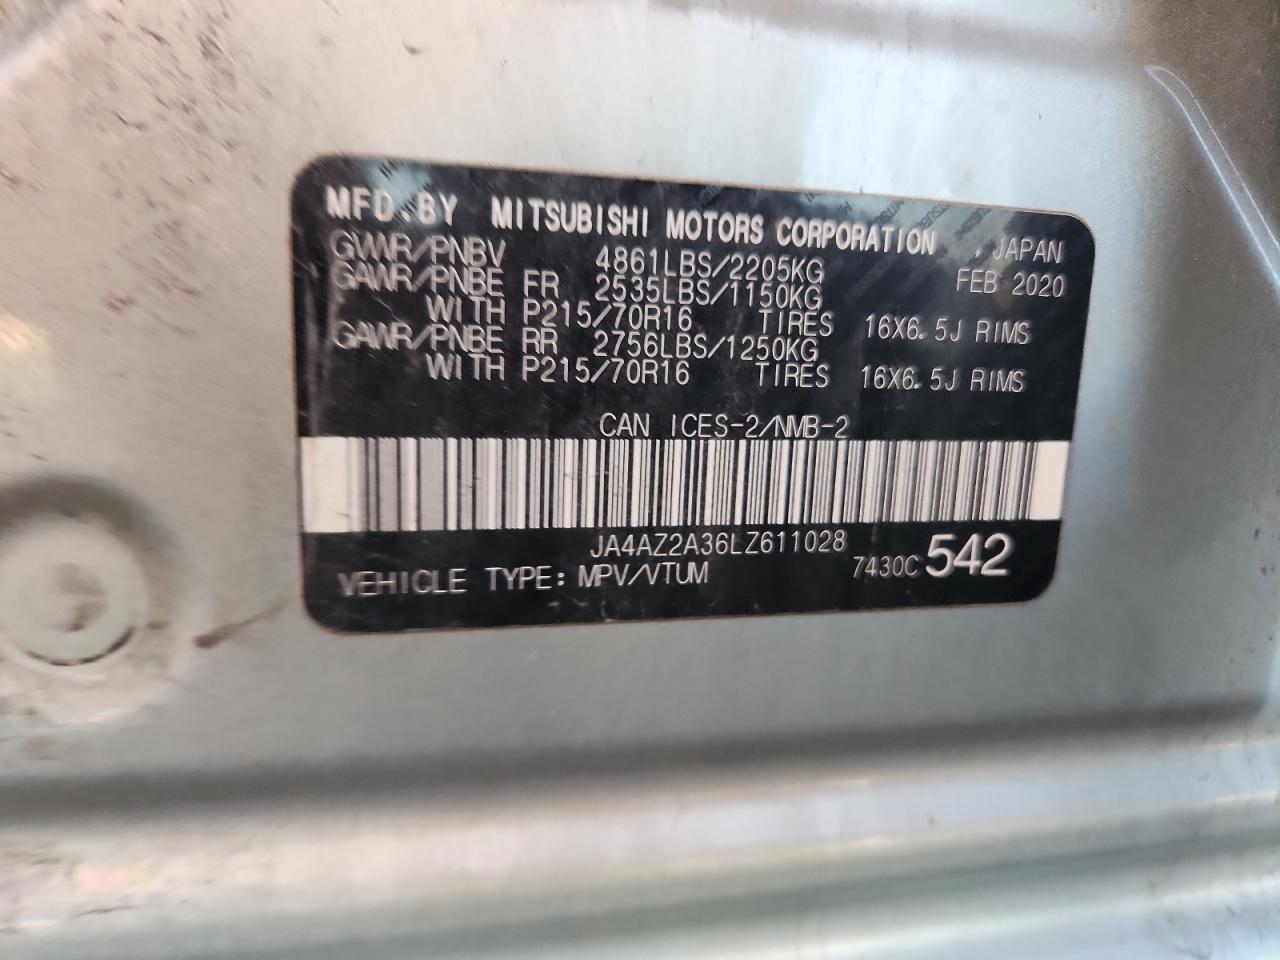 MFD.BY MITSUBISHI MOTORS CORPORATION , JAPAN
GVWR/PNBV 4861LBS/2205KG FEB 2020
GAWR/PNBE FR 2535LBS/1150KG
WITH P215/70R16 TIRES 16X6.5J RIMS
GAWR/PNBE RR 2756LBS/1250KG
WITH P215/70R16 TIRES 16X6.5J RIMS
CAN ICES-2/NMB-2
JA4AZ2A36LZ611028
VEHICLE TYPE: MPV/VTUM 7430C 542